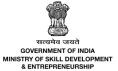 सत्यमेव जयते
GOVERNMENT OF INDIA
MINISTRY OF SKILL DEVELOPMENT
& ENTREPRENEURSHIP